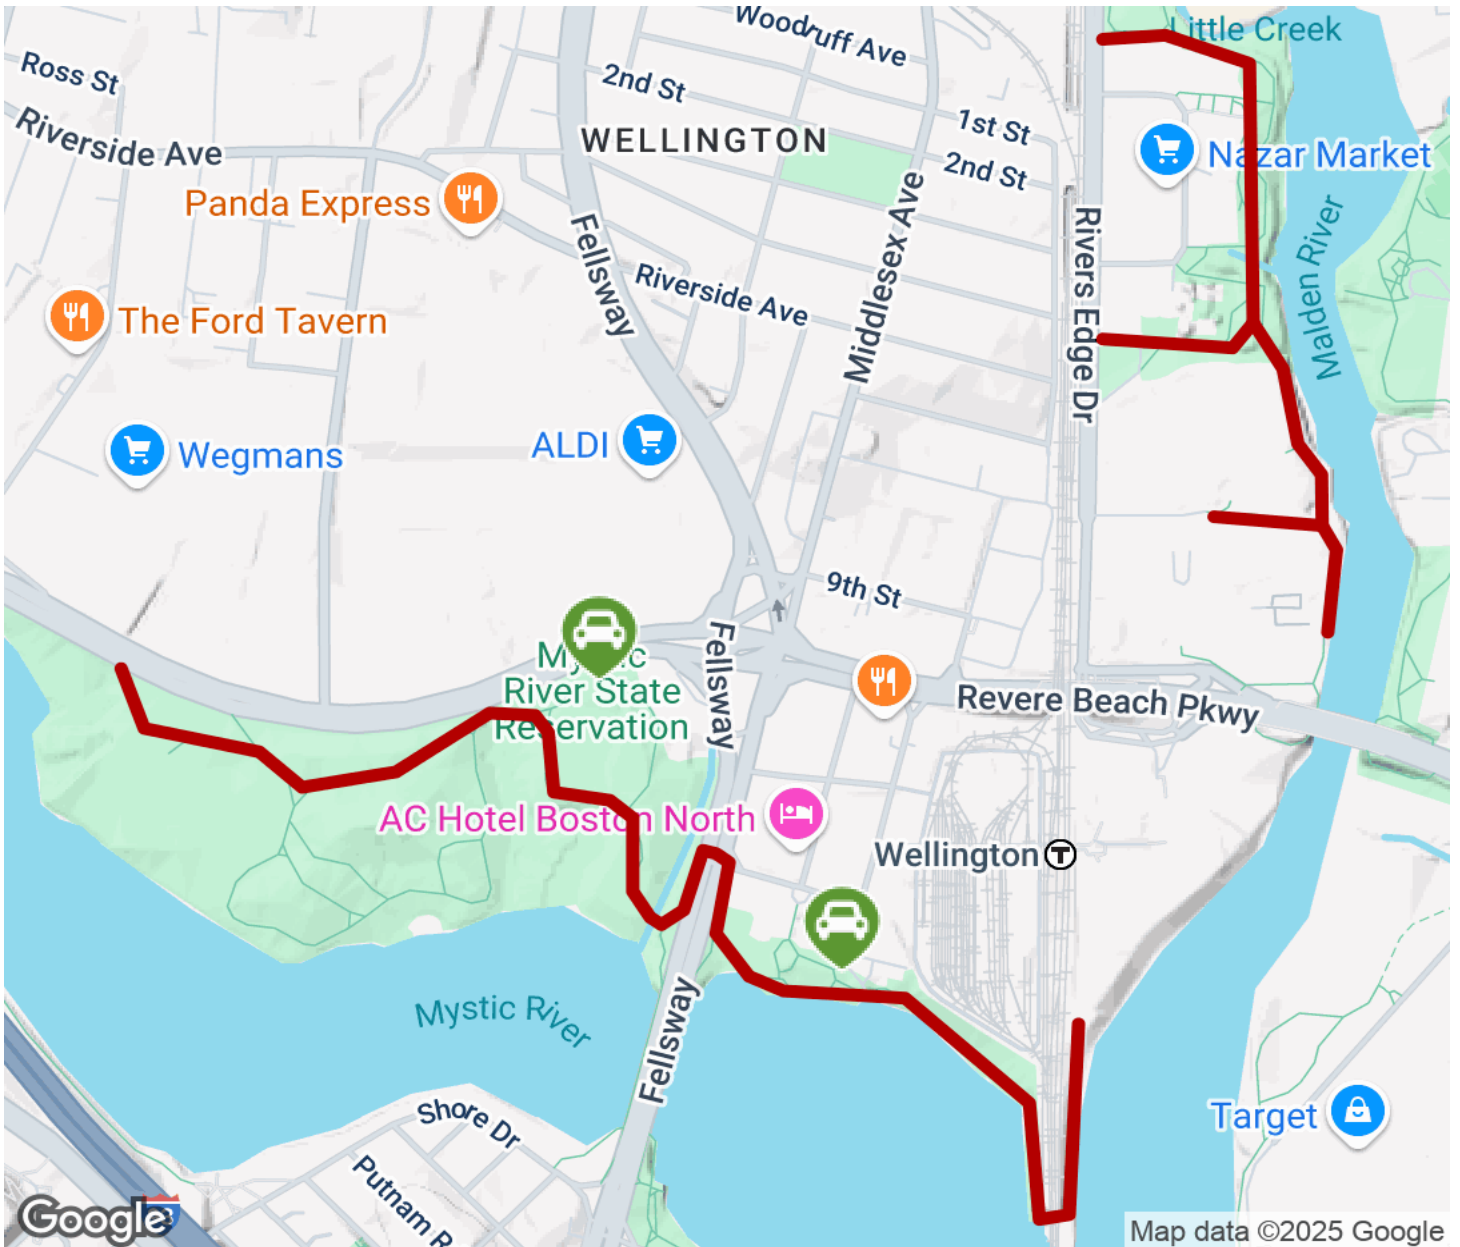 Little Creek
Woodruff Ave
Ross St
2nd St
Riverside Ave
WELLINGTON
1st St
2nd St
Nazar Market
Panda Express
Fellsway
Middlesex Ave
Rivers Edge Dr
Malden River
Riverside Ave
The Ford Tavern
Wegmans
ALDI
9th St
Fellsway
Mystic
River State
Reservation
Revere Beach Pkwy
AC Hotel Boston North
Wellington
T
Mystic River
Fellsway
Shore Dr
Target
Putnam R
Google
Map data ©2025 Google